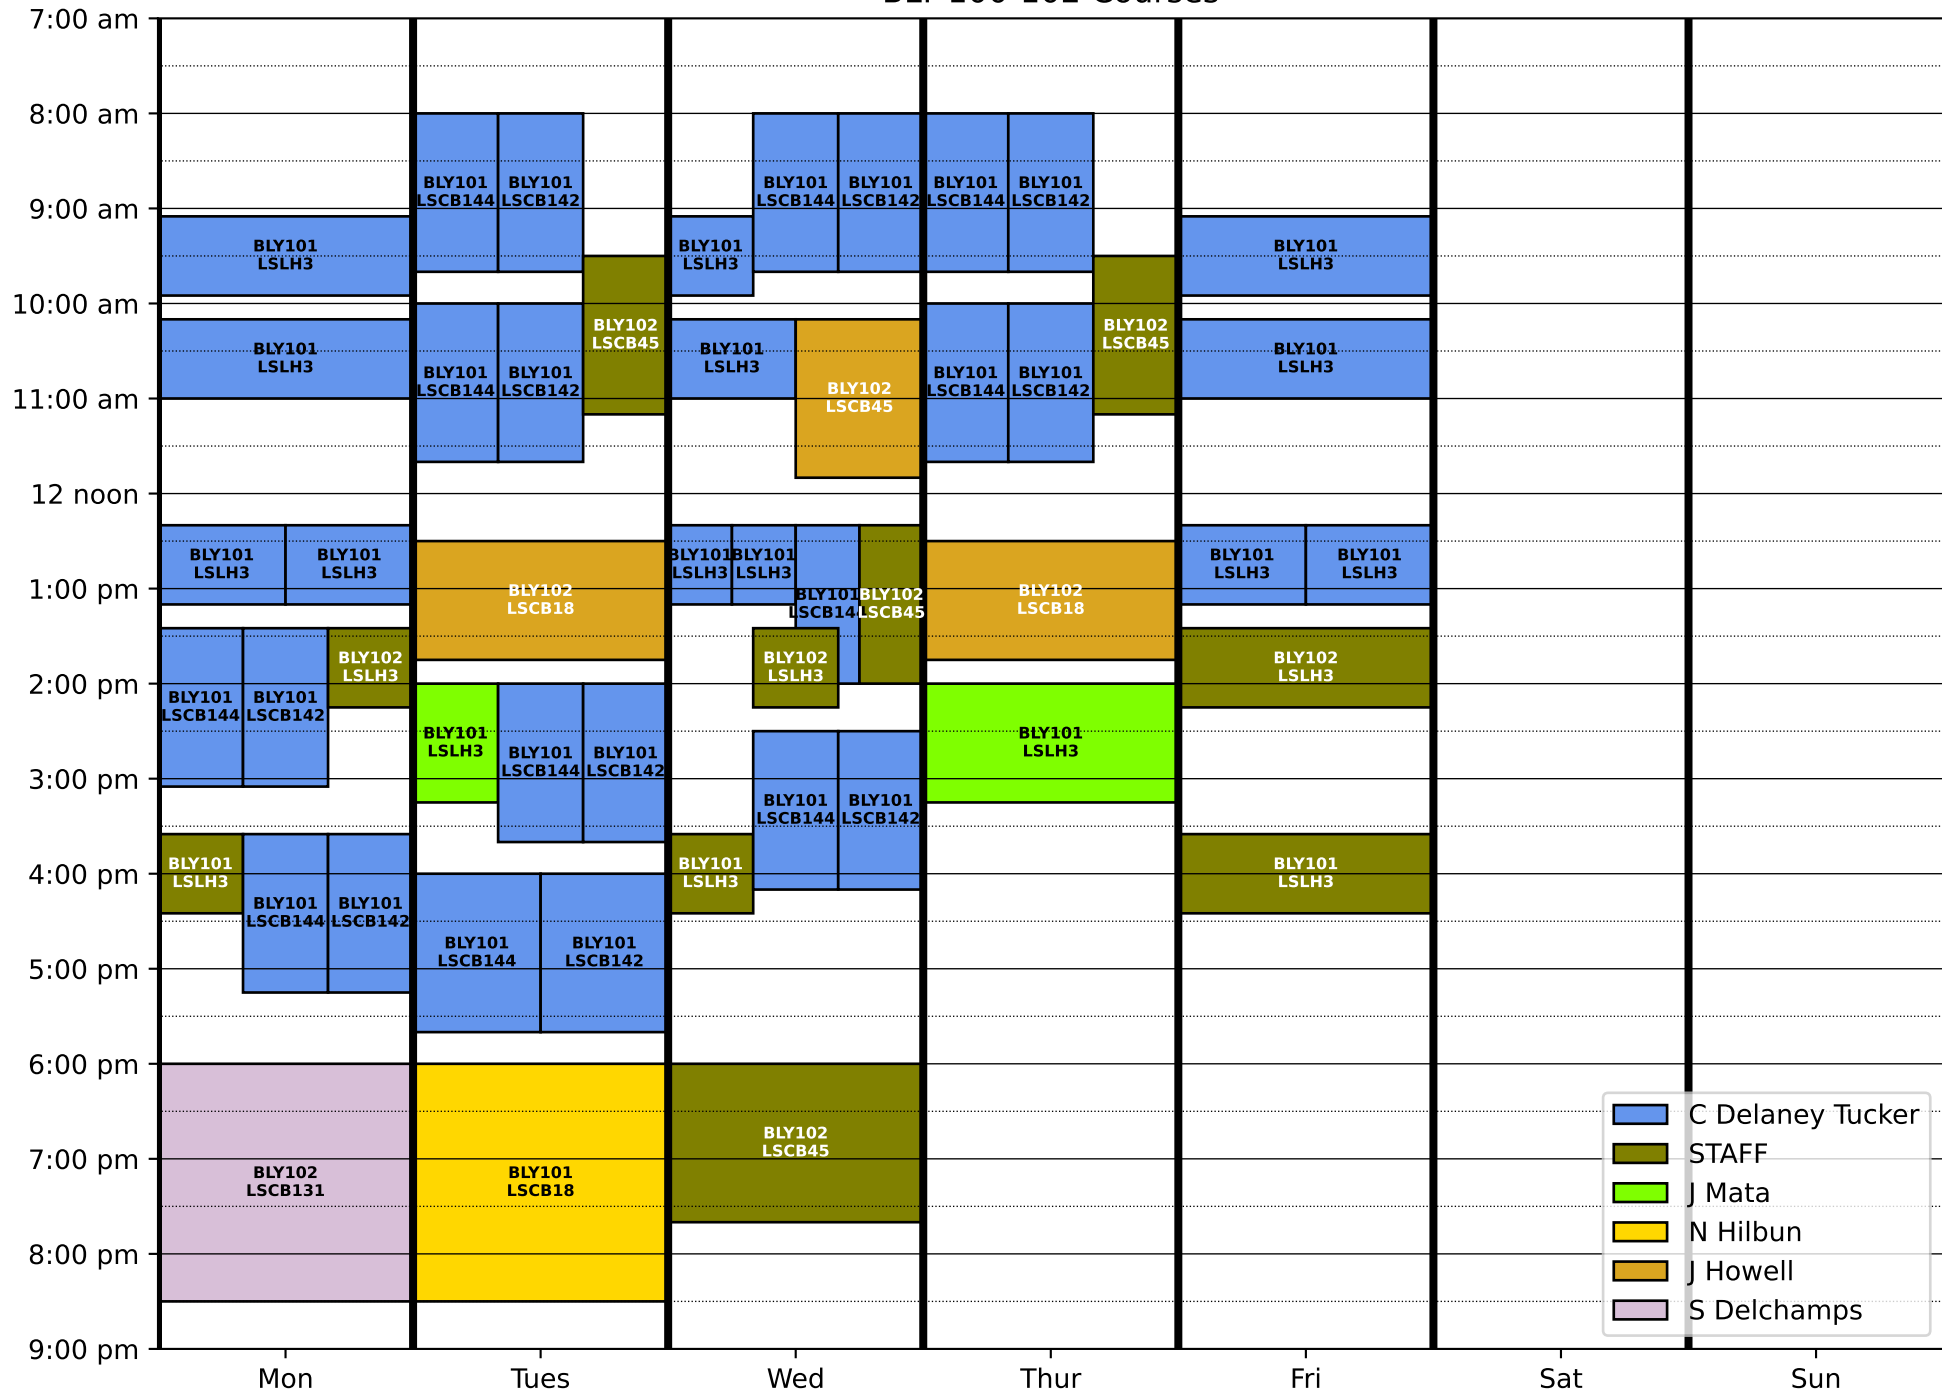 7:00 am
8:00 am
9:00 am
10:00 am
11:00 am
12 noon
1:00 pm
2:00 pm
3:00 pm
4:00 pm
5:00 pm
6:00 pm
7:00 pm
8:00 pm
9:00 pm
BLY101
LSLH3
BLY101
LSLH3
BLY101
LSLH3
BLY101
LSLH3
BLY101
LSCB144
BLY101
LSCB142
BLY102
LSLH3
BLY101
LSLH3
BLY101
LSCB144
BLY101
LSCB142
BLY102
LSCB131
BLY101
LSCB144
BLY101
LSCB142
BLY102
LSCB45
BLY101
LSCB144
BLY101
LSCB142
BLY102
LSCB18
BLY101
LSLH3
BLY101
LSCB144
BLY101
LSCB142
BLY101
LSCB144
BLY101
LSCB142
BLY101
LSCB18
BLY101
LSCB144
BLY101
LSCB142
BLY101
LSLH3
BLY101
LSLH3
BLY102
LSCB45
BLY101
LSLH3
BLY101
LSLH3
BLY101
LSCB144
BLY102
LSCB45
BLY102
LSLH3
BLY101
LSCB144
BLY101
LSCB142
BLY101
LSLH3
BLY102
LSCB45
BLY101
LSCB144
BLY101
LSCB142
BLY102
LSCB45
BLY101
LSCB144
BLY101
LSCB142
BLY102
LSCB18
BLY101
LSLH3
BLY101
LSLH3
BLY101
LSLH3
BLY101
LSLH3
BLY101
LSLH3
BLY102
LSLH3
BLY101
LSLH3
C Delaney Tucker
STAFF
J Mata
N Hilbun
J Howell
S Delchamps
Mon
Tues
Wed
Thur
Fri
Sat
Sun